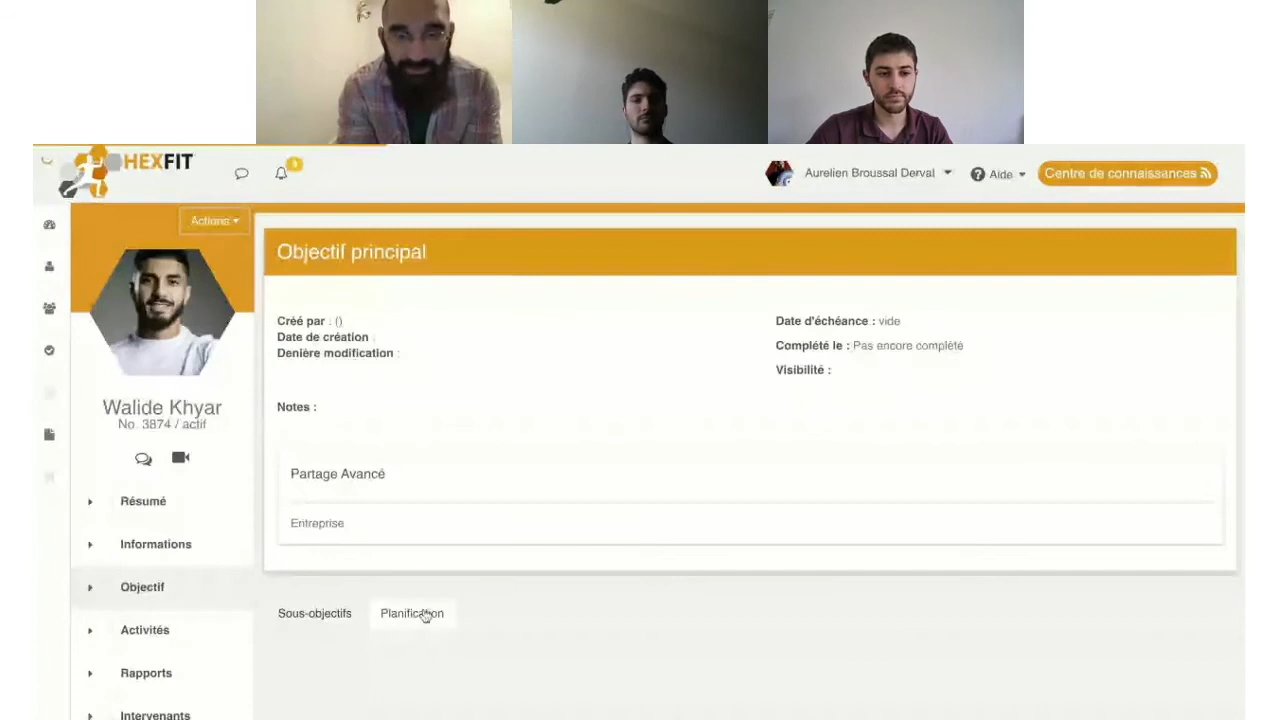 HEXFIT
Aurelien Broussal Derval
Aide
Centre de connaissances
Actions
Objectif principal
Créé par : ()
Date de création :
Denière modification :
Date d'échéance : vide
Complété le : Pas encore complété
Visibilité :
Notes :
Walide Khyar
No. 3874 / actif
Partage Avancé
Entreprise
Résumé
Informations
Objectif
Activités
Rapports
Intervenants
Sous-objectifs
Planification